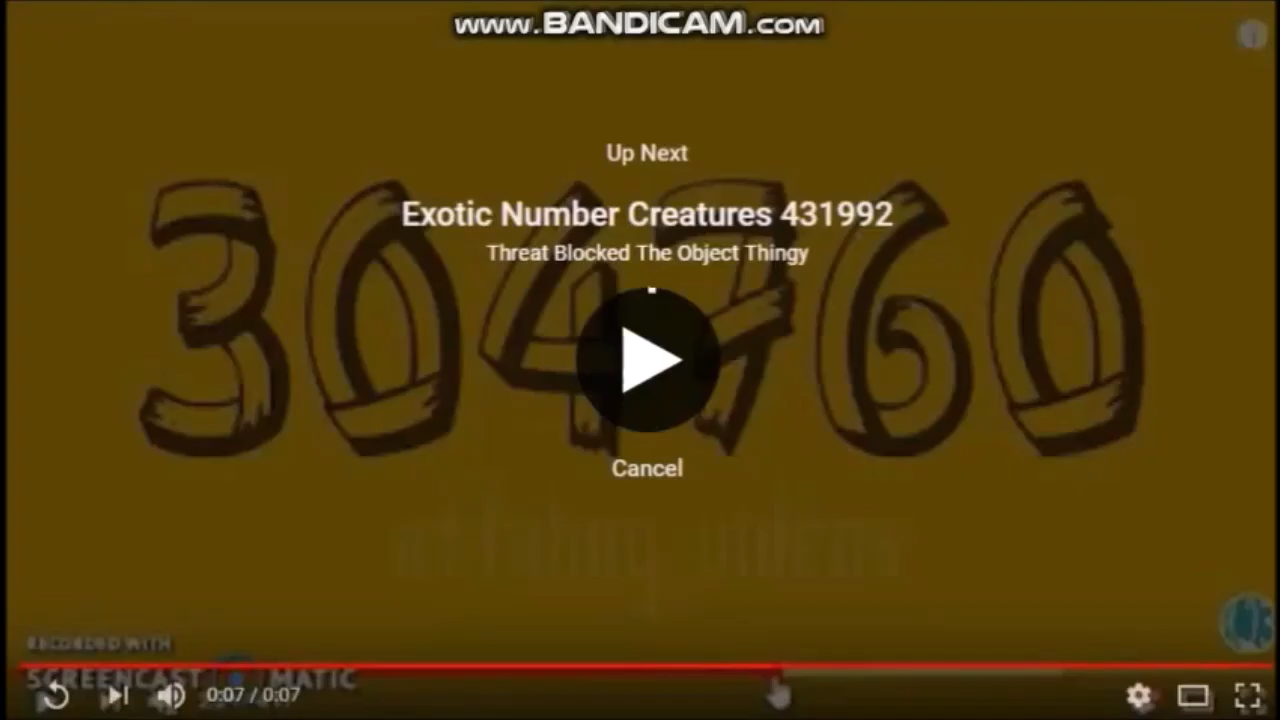 www.BANDICAM.com
Up Next
Exotic Number Creatures 431992
Threat Blocked The Object Thingy
304760
Cancel
RECORDED WITH
SCREENCAST MATIC
0:07 / 0:07